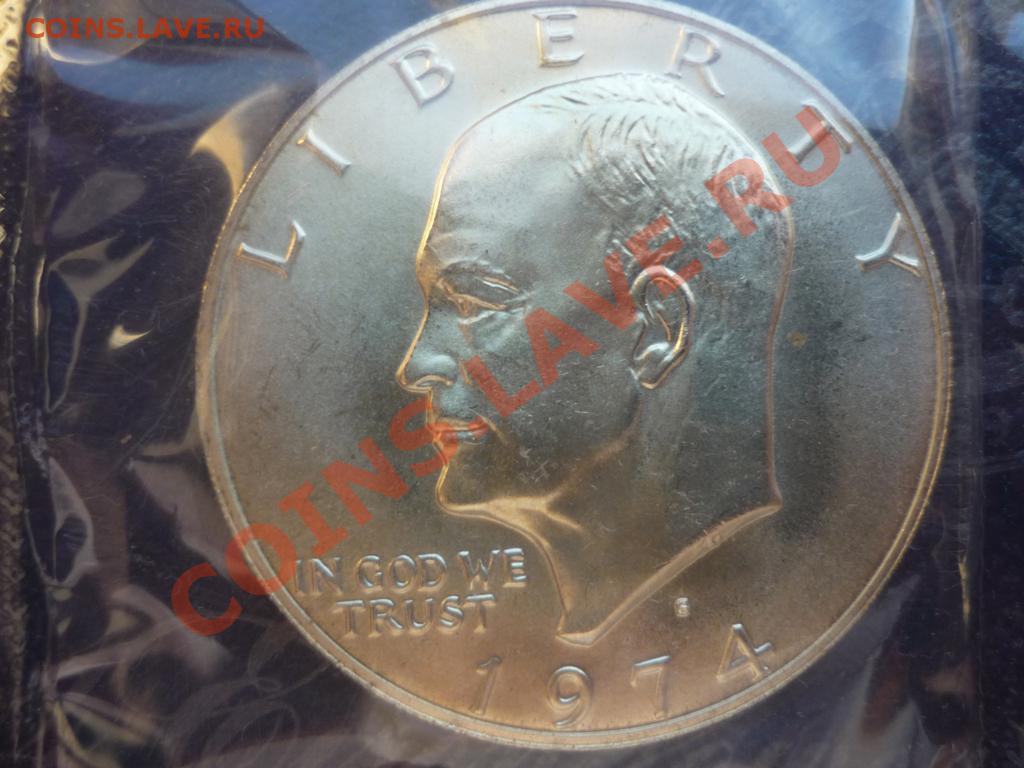 COINS.LAVE.RU
LIBERTY
COINS.LAVE.RU
IN GOD WE
TRUST
S
1974